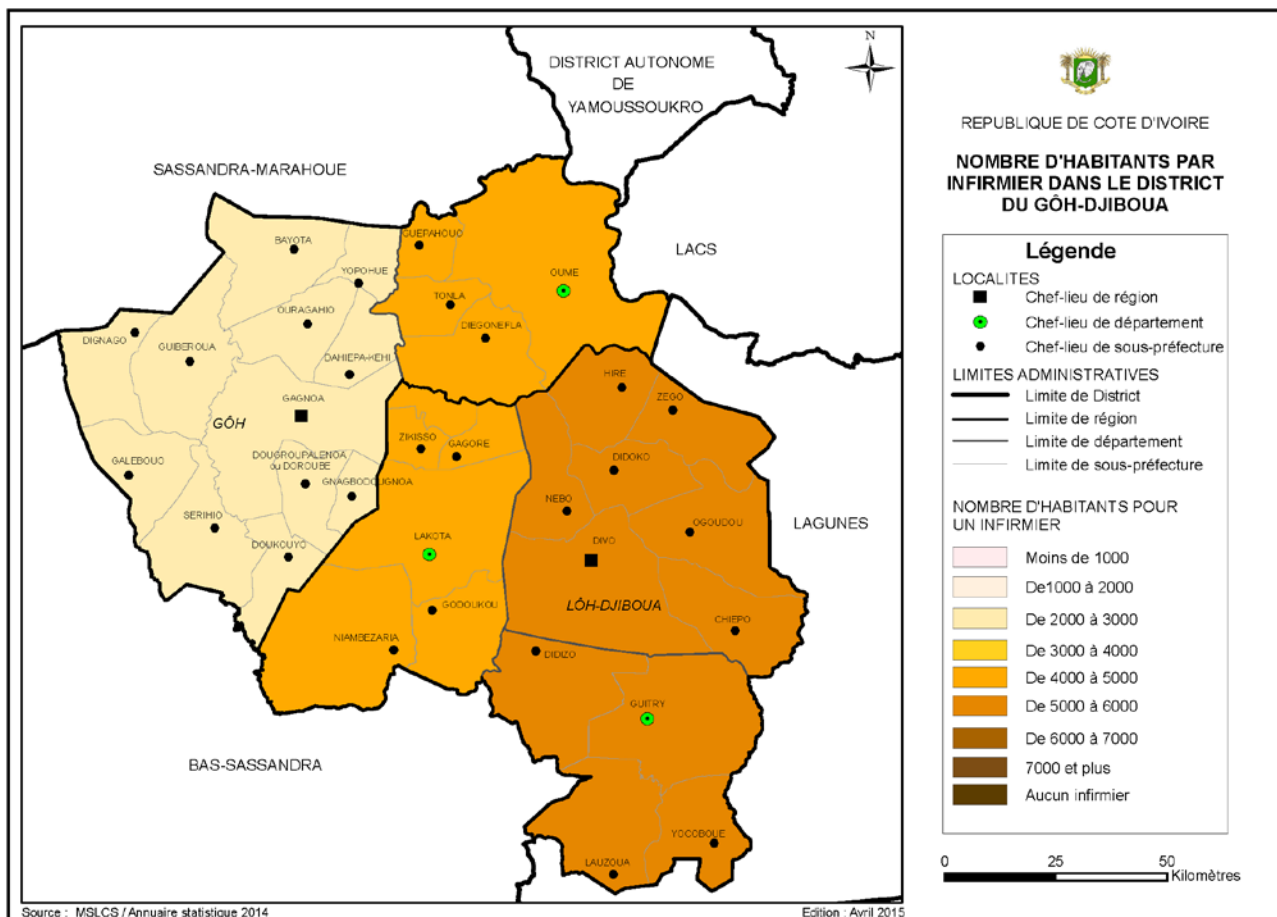 N
DISTRICT AUTONOME
DE
YAMOUSSOUKRO
SASSANDRA-MARAHOUE
LACS
GUEPAHOUO
BAYOTA
YOPOHUE
OUME
TONLA
OURAGAHIO
DIEGONEFLA
DIGNAGO
GUIBEROUA
DAHIEPA-KEHI
HIRE
ZEGO
GAGNOA
GÔH
ZIKISSO
GAGORE
DOUGROUPALENOA
ou DOROUBE
GALEBOUO
GNAGBODOUGNOA
DIDOKO
NEBO
SERIHIO
OGOUDOU
LAGUNES
DOUKOUYO
LAKOTA
DIVO
GODOUKOU
LÔH-DJIBOUA
CHIEPO
NIAMBEZARIA
DIDIZO
GUITRY
BAS-SASSANDRA
YOCOBOUE
LAUZOUA
Source : MSLCS / Annuaire statistique 2014
Edition : Avril 2015
REPUBLIQUE DE COTE D'IVOIRE
NOMBRE D'HABITANTS PAR
INFIRMIER DANS LE DISTRICT
DU GÔH-DJIBOUA
Légende
LOCALITES
Chef-lieu de région
Chef-lieu de département
Chef-lieu de sous-préfecture
LIMITES ADMINISTRATIVES
Limite de District
Limite de région
Limite de département
Limite de sous-préfecture
NOMBRE D'HABITANTS POUR
UN INFIRMIER
Moins de 1000
De1000 à 2000
De 2000 à 3000
De 3000 à 4000
De 4000 à 5000
De 5000 à 6000
De 6000 à 7000
7000 et plus
Aucun infirmier
0 25 50
Kilomètres